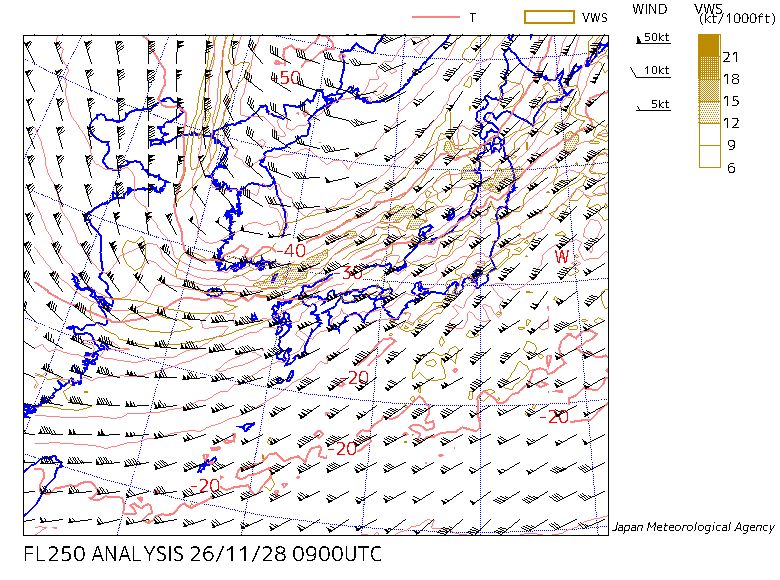 T
VWS
WIND
VWS
(kt/1000ft)
50kt
10kt
5kt
21
18
15
12
9
6
-50
-40
-30
W
-20
-20
-20
-20
Japan Meteorological Agency
FL250 ANALYSIS 26/11/28 0900UTC